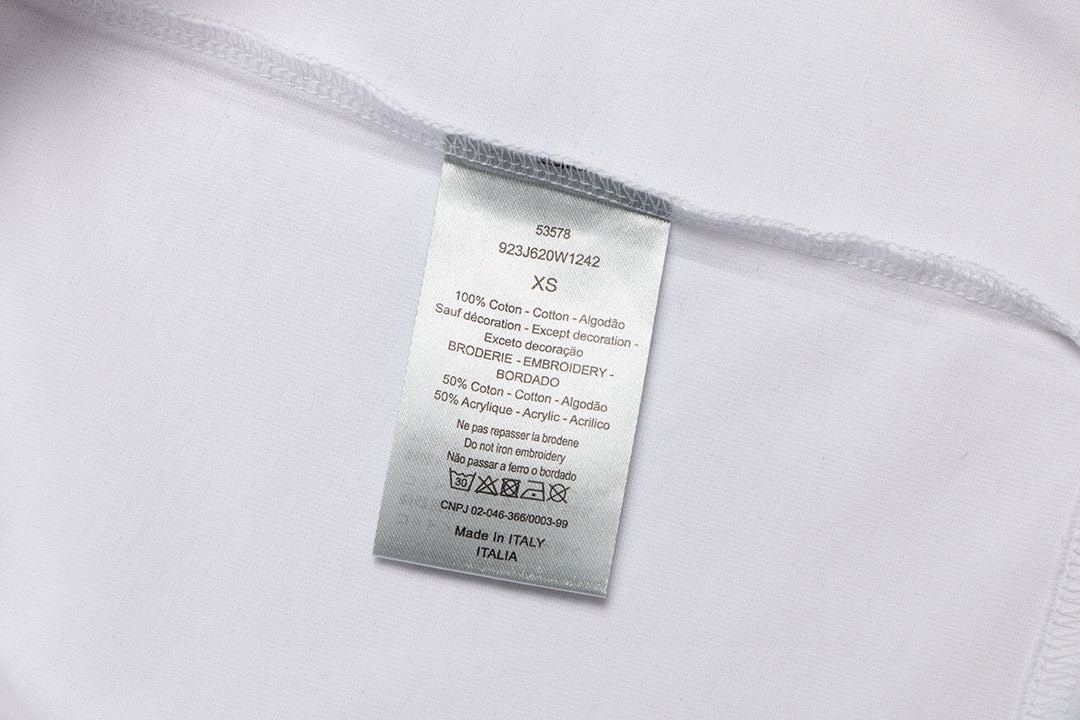 53578
923J620W1242
XS
100% Coton - Cotton - Algodão
Sauf décoration - Except decoration -
Exceto decoração
BRODERIE - EMBROIDERY -
BORDADO
50% Coton - Cotton - Algodão
50% Acrylique - Acrylic - Acrilico
Ne pas repasser la brodene
Do not iron embroidery
Não passar a ferro o bordado
30
CNPJ 02-046-366/0003-99
Made In ITALY
ITALIA